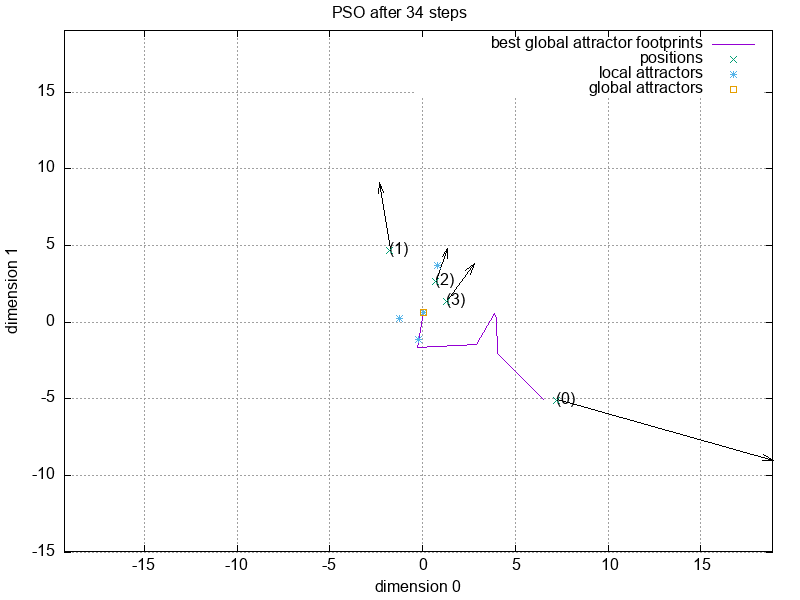 PSO after 34 steps
best global attractor footprints
positions
local attractors
global attractors
15
10
5
0
-5
-10
-15
dimension 1
(1)
(2)
(3)
(0)
-15 -10 -5 0 5 10 15
dimension 0